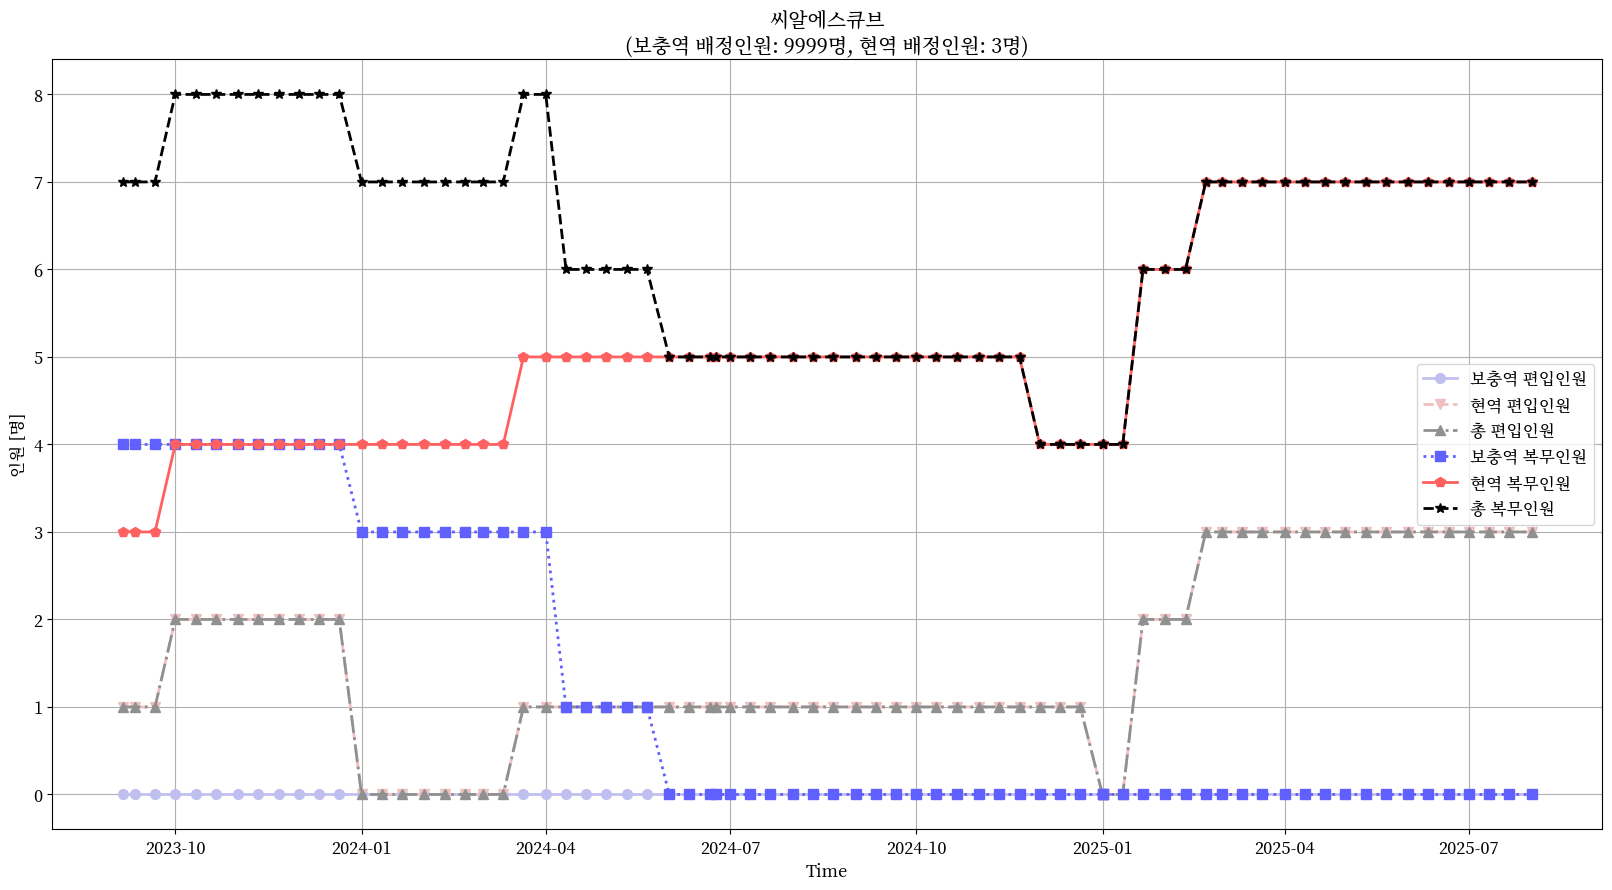 씨알에스큐브
(보충역 배정인원: 9999명, 현역 배정인원: 3명)
인원 [명]
8
7
6
5
4
3
2
1
0
보충역 편입인원
현역 편입인원
총 편입인원
보충역 복무인원
현역 복무인원
총 복무인원
2023-10
2024-01
2024-04
2024-07
2024-10
2025-01
2025-04
2025-07
Time